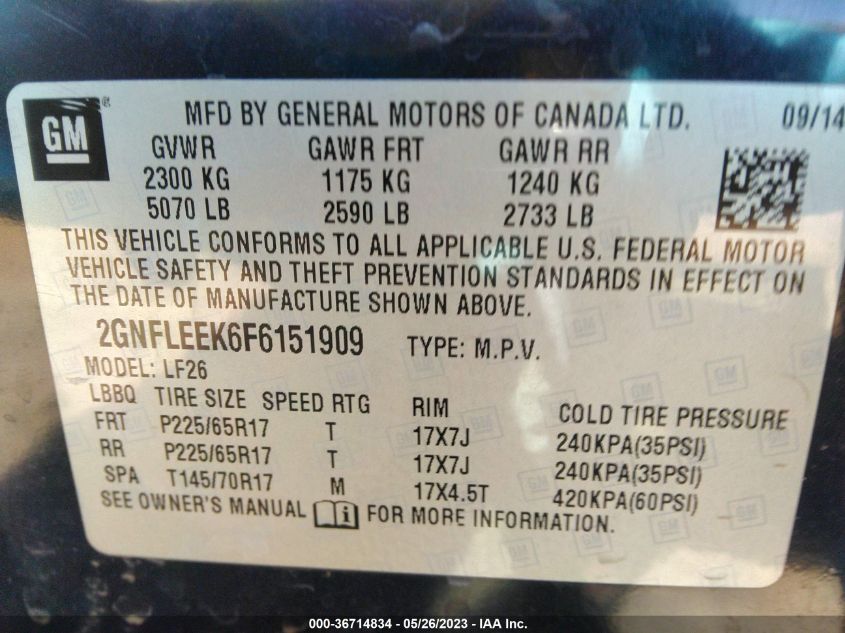 GM ® MFD BY GENERAL MOTORS OF CANADA LTD. 09/14
GVWR GAWR FRT GAWR RR
2300 KG 1175 KG 1240 KG
5070 LB 2590 LB 2733 LB
THIS VEHICLE CONFORMS TO ALL APPLICABLE U.S. FEDERAL MOTOR
VEHICLE SAFETY AND THEFT PREVENTION STANDARDS IN EFFECT ON
THE DATE OF MANUFACTURE SHOWN ABOVE.
2GNFLEEK6F6151909 TYPE: M.P.V.
MODEL: LF26
LBBQ TIRE SIZE SPEED RTG RIM COLD TIRE PRESSURE
FRT P225/65R17 T 17X7J 240KPA(35PSI)
RR P225/65R17 T 17X7J 240KPA(35PSI)
SPA T145/70R17 M 17X4.5T 420KPA(60PSI)
SEE OWNER'S MANUAL i FOR MORE INFORMATION.
000-36714834 - 05/26/2023 - IAA Inc.